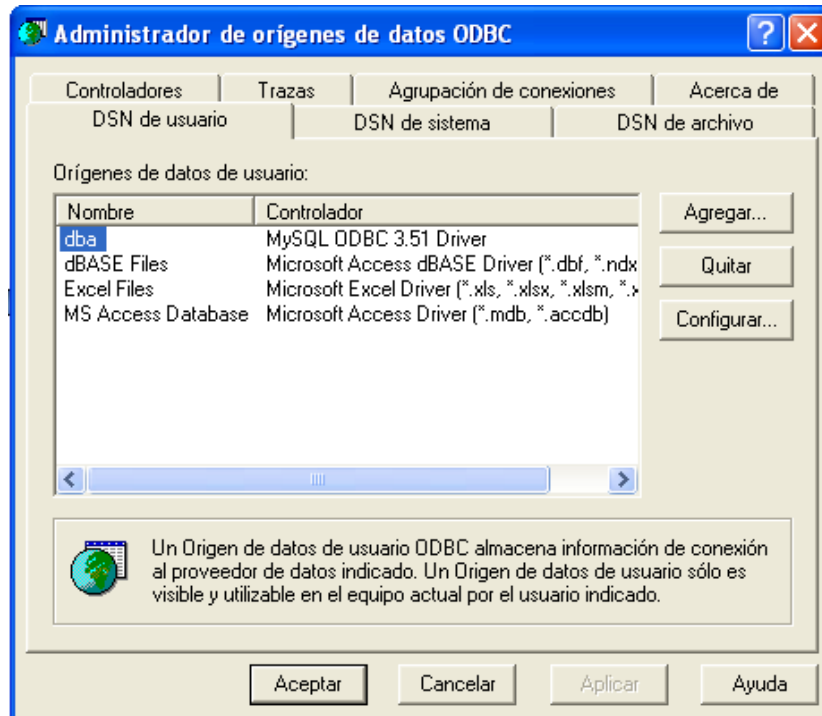 Administrador de orígenes de datos ODBC
Controladores Trazas Agrupación de conexiones Acerca de
DSN de usuario DSN de sistema DSN de archivo
Orígenes de datos de usuario:
Nombre Controlador
dba MySQL ODBC 3.51 Driver
dBASE Files Microsoft Access dBASE Driver (*.dbf, *.ndx
Excel Files Microsoft Excel Driver (*.xls, *.xlsx, *.xlsm, *.x
MS Access Database Microsoft Access Driver (*.mdb, *.accdb)
Agregar...
Quitar
Configurar...
Un Origen de datos de usuario ODBC almacena información de conexión
al proveedor de datos indicado. Un Origen de datos de usuario sólo es
visible y utilizable en el equipo actual por el usuario indicado.
Aceptar Cancelar Aplicar Ayuda